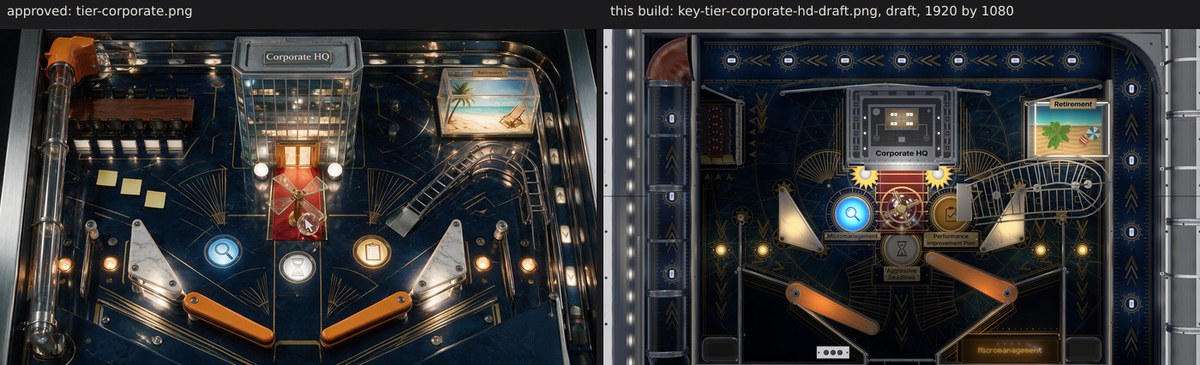 approved: tier-corporate.png
this build: key-tier-corporate-hd-draft.png, draft, 1920 by 1080
Corporate HQ
Retirement
Retirement
Corporate HQ
Micromanagement
Performance
Improvement Plan
Aggressive
Deadlines
Micromanagement